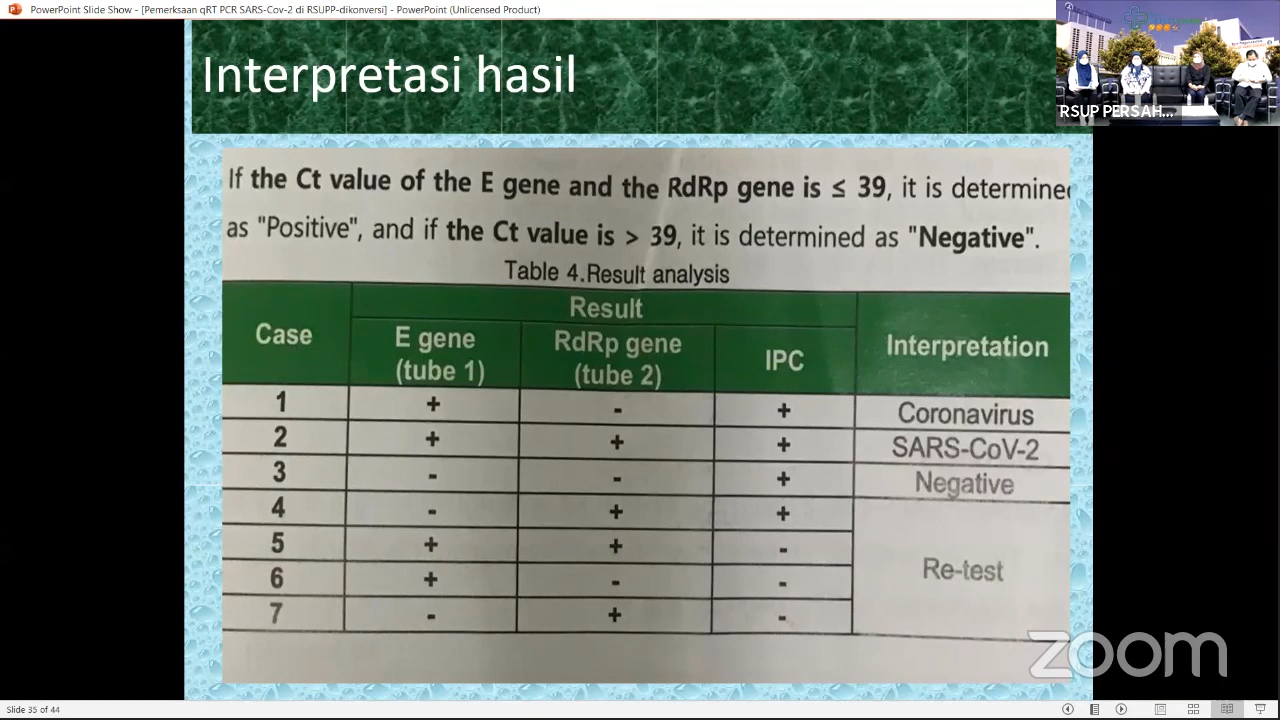 PowerPoint Slide Show - [Pemerksaan qRT PCR SARS-Cov-2 di RSUPP-dikonversi] - PowerPoint (Unlicensed Product)
Interpretasi hasil
RSUP PERSAH...
If the Ct value of the E gene and the RdRp gene is ≤ 39, it is determined
as "Positive", and if the Ct value is > 39, it is determined as "Negative".
Table 4.Result analysis
Case Result Interpretation
E gene (tube 1) RdRp gene (tube 2) IPC
1 + - + Coronavirus
2 + + + SARS-CoV-2
3 - - + Negative
4 - + + Re-test
5 + + -
6 + - -
7 - + -
zoom
Slide 35 of 44